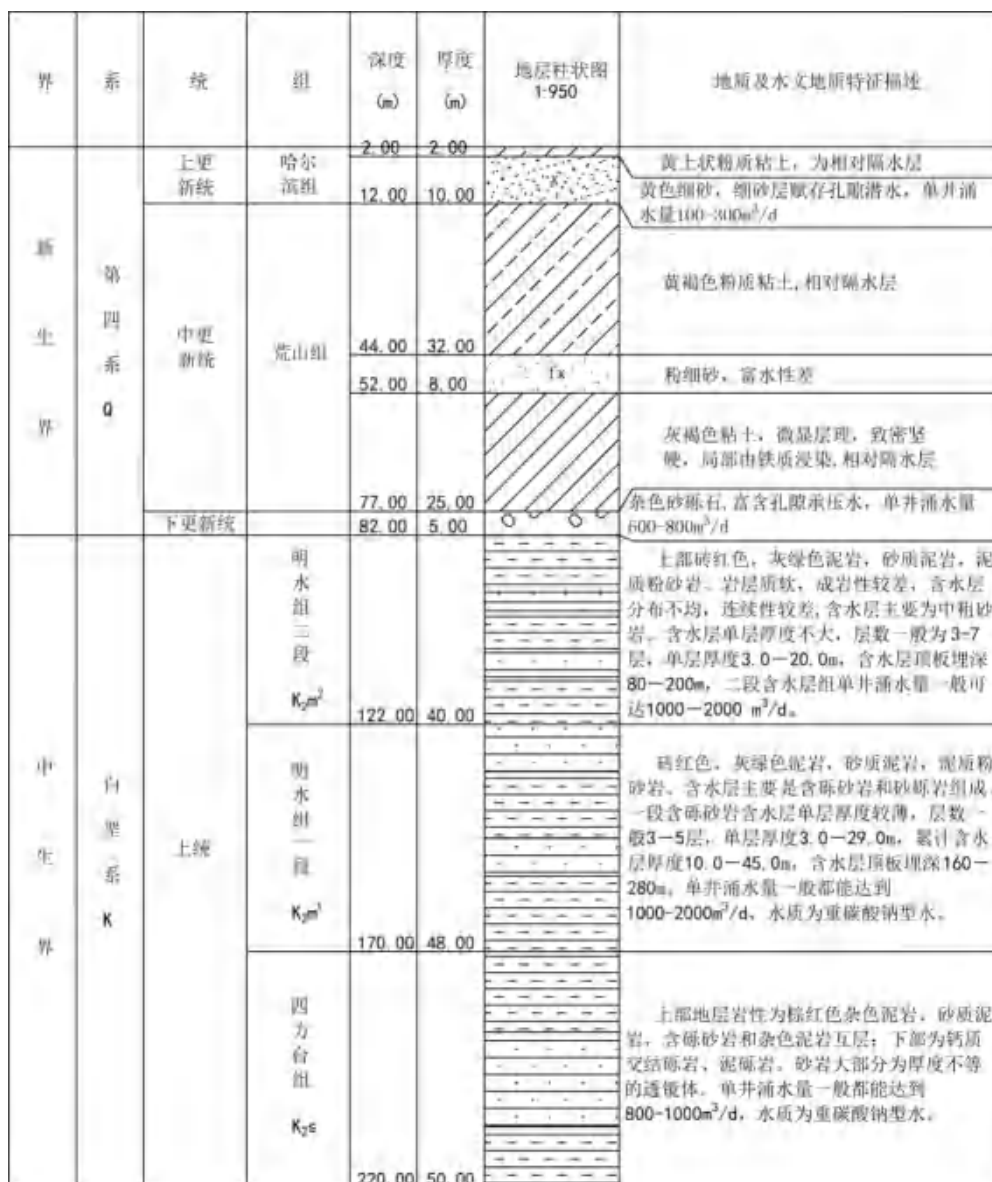 界
系
统
组
深度
(m)
厚度
(m)
地层柱状图
1:950
地质及水文地质特征描述
新
生
界
第
四
系
Q
上更
新统
哈尔
滨组
2.00
2.00
黄土状粉质粘土，为相对隔水层
12.00
10.00
黄色细砂，细砂层赋存孔隙潜水，单井涌
水量100-300m³/d
中更
新统
荒山组
44.00
32.00
黄褐色粉质粘土,相对隔水层
52.00
8.00
粉细砂，富水性差
77.00
25.00
灰褐色粘土，微显层理，致密坚
硬，局部由铁质浸染,相对隔水层
下更新统
82.00
5.00
杂色砂砾石,富含孔隙承压水，单井涌水量
600-800m³/d
中
生
界
白
垩
系
K
上统
明
水
组
二
段
K₂m²
122.00
40.00
上部砖红色，灰绿色泥岩，砂质泥岩，泥
质粉砂岩、岩层质软，成岩性较差，含水层
分布不均，连续性较差,含水层主要为中粗砂
岩。含水层单层厚度不大，层数一般为3-7
层，单层厚度3.0—20.0m，含水层顶板埋深
80—200m，二段含水层组单井涌水量一般可
达1000—2000 m³/d。
明
水
组
一
段
K₂m¹
170.00
48.00
砖红色，灰绿色泥岩，砂质泥岩，泥质粉
砂岩、含水层主要是含砾砂岩和砂砾岩组成，
一段含砾砂岩含水层单层厚度较薄，层数一
般3—5层，单层厚度3.0—29.0m，累计含水
层厚度10.0—45.0m，含水层顶板埋深160—
280m，单井涌水量一般都能达到
1000-2000m³/d，水质为重碳酸钠型水。
四
方
台
组
K₂s
220.00
50.00
上部地层岩性为棕红色杂色泥岩，砂质泥
岩，含砾砂岩和杂色泥岩互层；下部为钙质
交结砾岩、泥砾岩。砂岩大部分为厚度不等
的透镜体。单井涌水量一般都能达到
800-1000m³/d，水质为重碳酸钠型水。